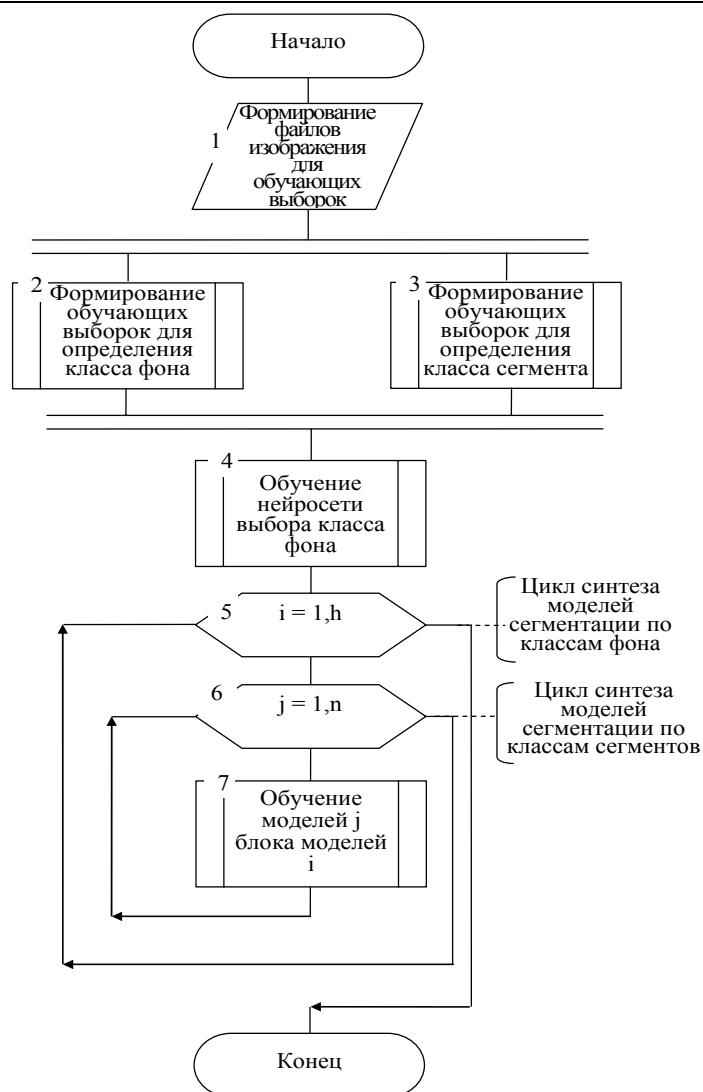 Начало
1
Формирование
файлов
изображения
для
обучающих
выборок
2
Формирование
обучающих
выборок для
определения
класса фона
3
Формирование
обучающих
выборок для
определения
класса сегмента
4
Обучение
нейросети
выбора класса
фона
5
i = 1,h
Цикл синтеза
моделей
сегментации по
классам фона
6
j = 1,n
Цикл синтеза
моделей
сегментации по
классам сегментов
7
Обучение
моделей j
блока моделей
i
Конец